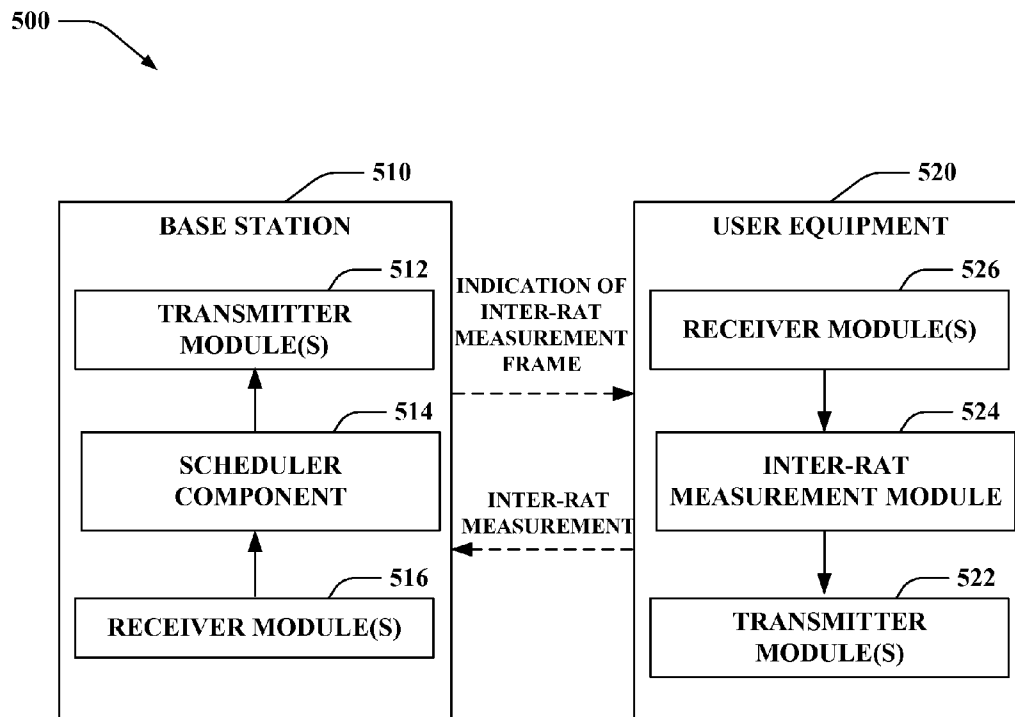 500
510
BASE STATION
512
TRANSMITTER
MODULE(S)
514
SCHEDULER
COMPONENT
516
RECEIVER MODULE(S)
INDICATION OF
INTER-RAT
MEASUREMENT
FRAME
INTER-RAT
MEASUREMENT
520
USER EQUIPMENT
526
RECEIVER MODULE(S)
524
INTER-RAT
MEASUREMENT MODULE
522
TRANSMITTER
MODULE(S)